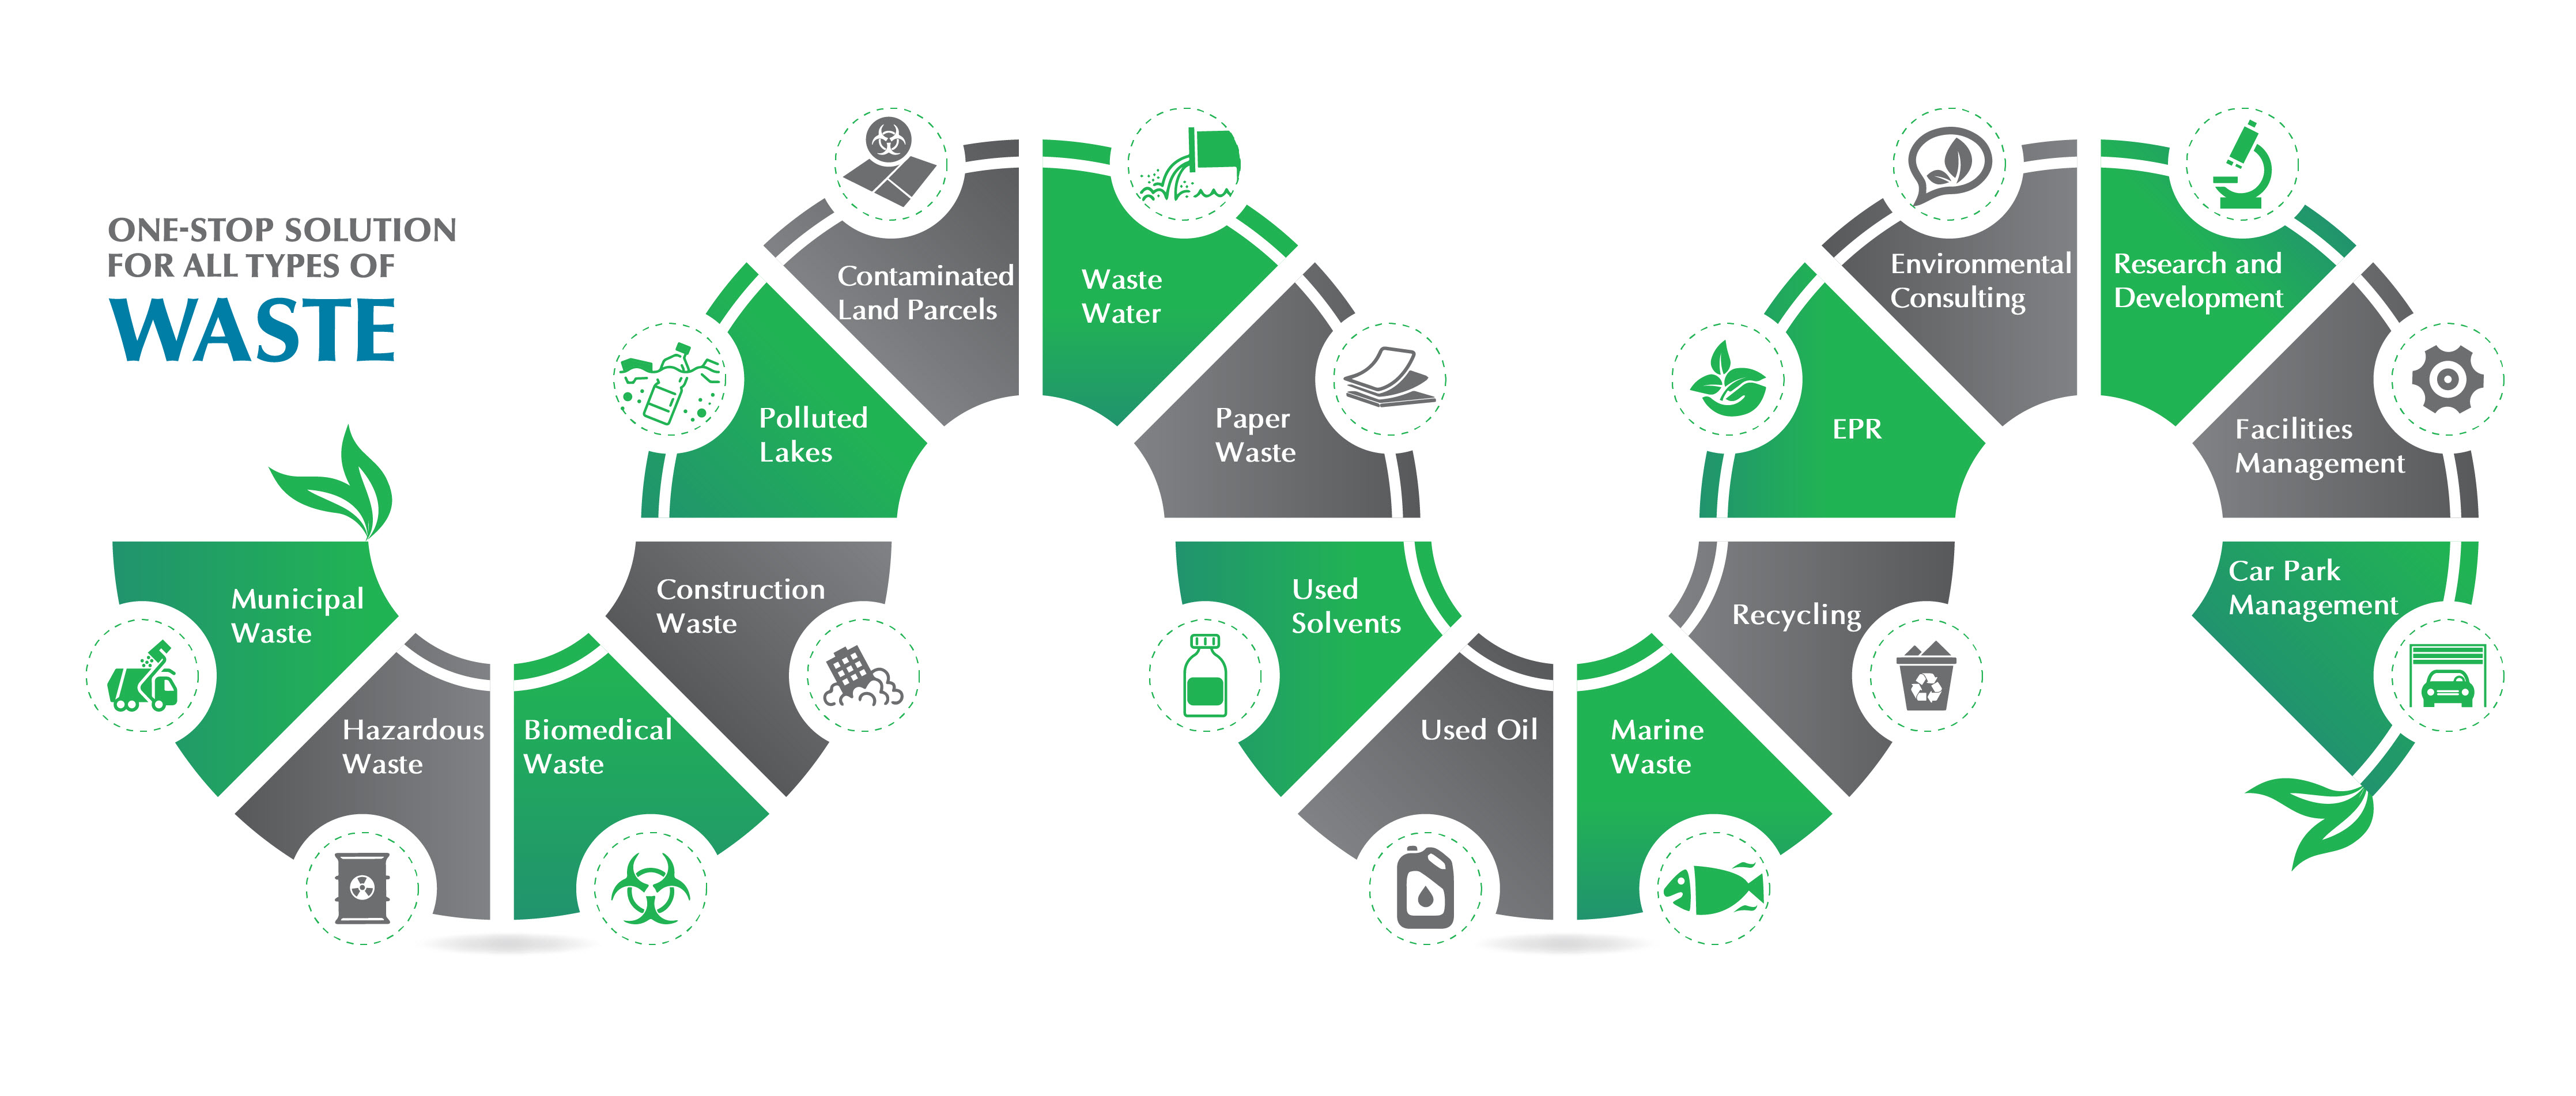 ONE-STOP SOLUTION
FOR ALL TYPES OF
WASTE
Municipal
Waste
Hazardous
Waste
Biomedical
Waste
Construction
Waste
Polluted
Lakes
Contaminated
Land Parcels
Waste
Water
Paper
Waste
Used
Solvents
Used Oil
Marine
Waste
Recycling
EPR
Environmental
Consulting
Research and
Development
Facilities
Management
Car Park
Management